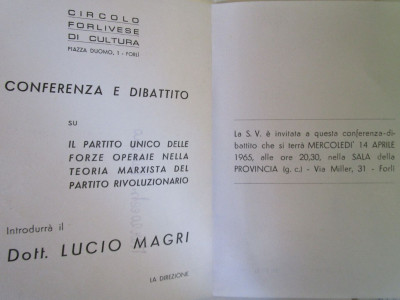 CIRCOLO
FORLIVESE
DI CULTURA
PIAZZA DUOMO, 1 - FORLÌ
CONFERENZA E DIBATTITO
SU
IL PARTITO UNICO DELLE
FORZE OPERAIE NELLA
TEORIA MARXISTA DEL
PARTITO RIVOLUZIONARIO
Introdurrà il
Dott. LUCIO MAGRI
LA DIREZIONE
La S. V. è invitata a questa conferenza-di-
battito che si terrà MERCOLEDI' 14 APRILE
1965, alle ore 20,30, nella SALA della
PROVINCIA (g. c.) - Via Miller, 31 - Forlì